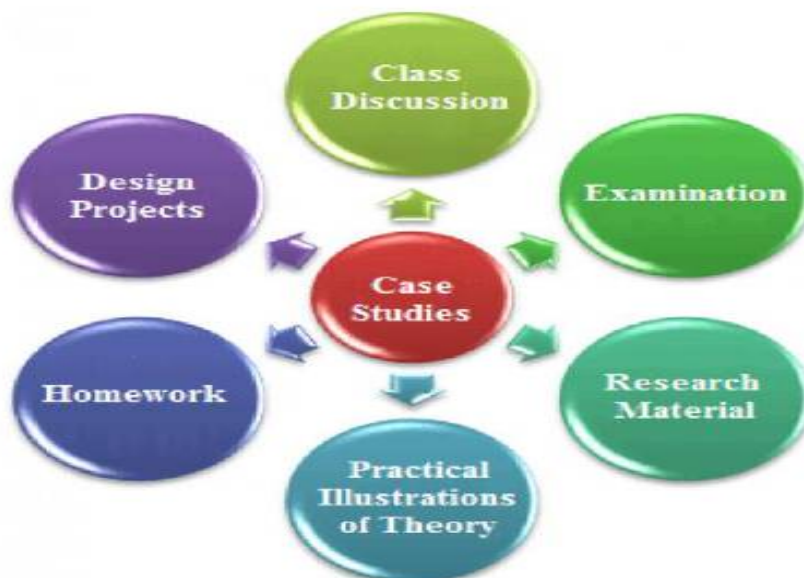 Class
Discussion
Design
Projects
Examination
Case
Studies
Homework
Research
Material
Practical
Illustrations
of Theory